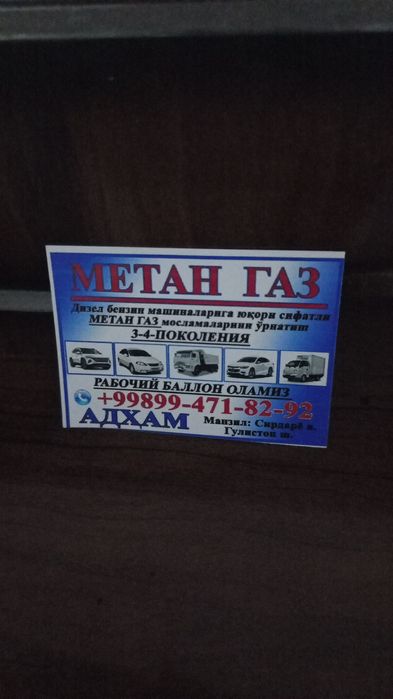 МЕТАН ГАЗ
Дизел бензин машиналарига юқори сифатли
МЕТАН ГАЗ мосламаларини ўрнатиш
3-4-ПОКОЛЕНИЯ
РАБОЧИЙ БАЛЛОН ОЛАМИЗ
+99899-471-82-92
АДХАМ
Манзил: Сирдарё в.
Гулистон ш.